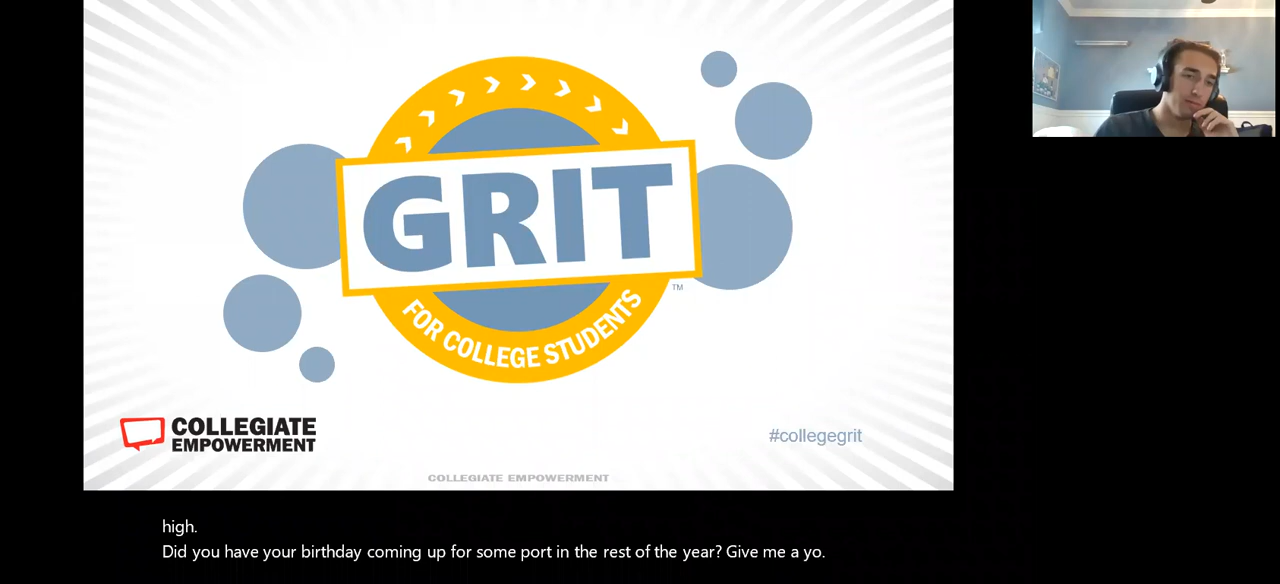 GRIT
TM
FOR COLLEGE STUDENTS
COLLEGIATE
EMPOWERMENT
#collegegrit
COLLEGIATE EMPOWERMENT
high.
Did you have your birthday coming up for some port in the rest of the year? Give me a yo.